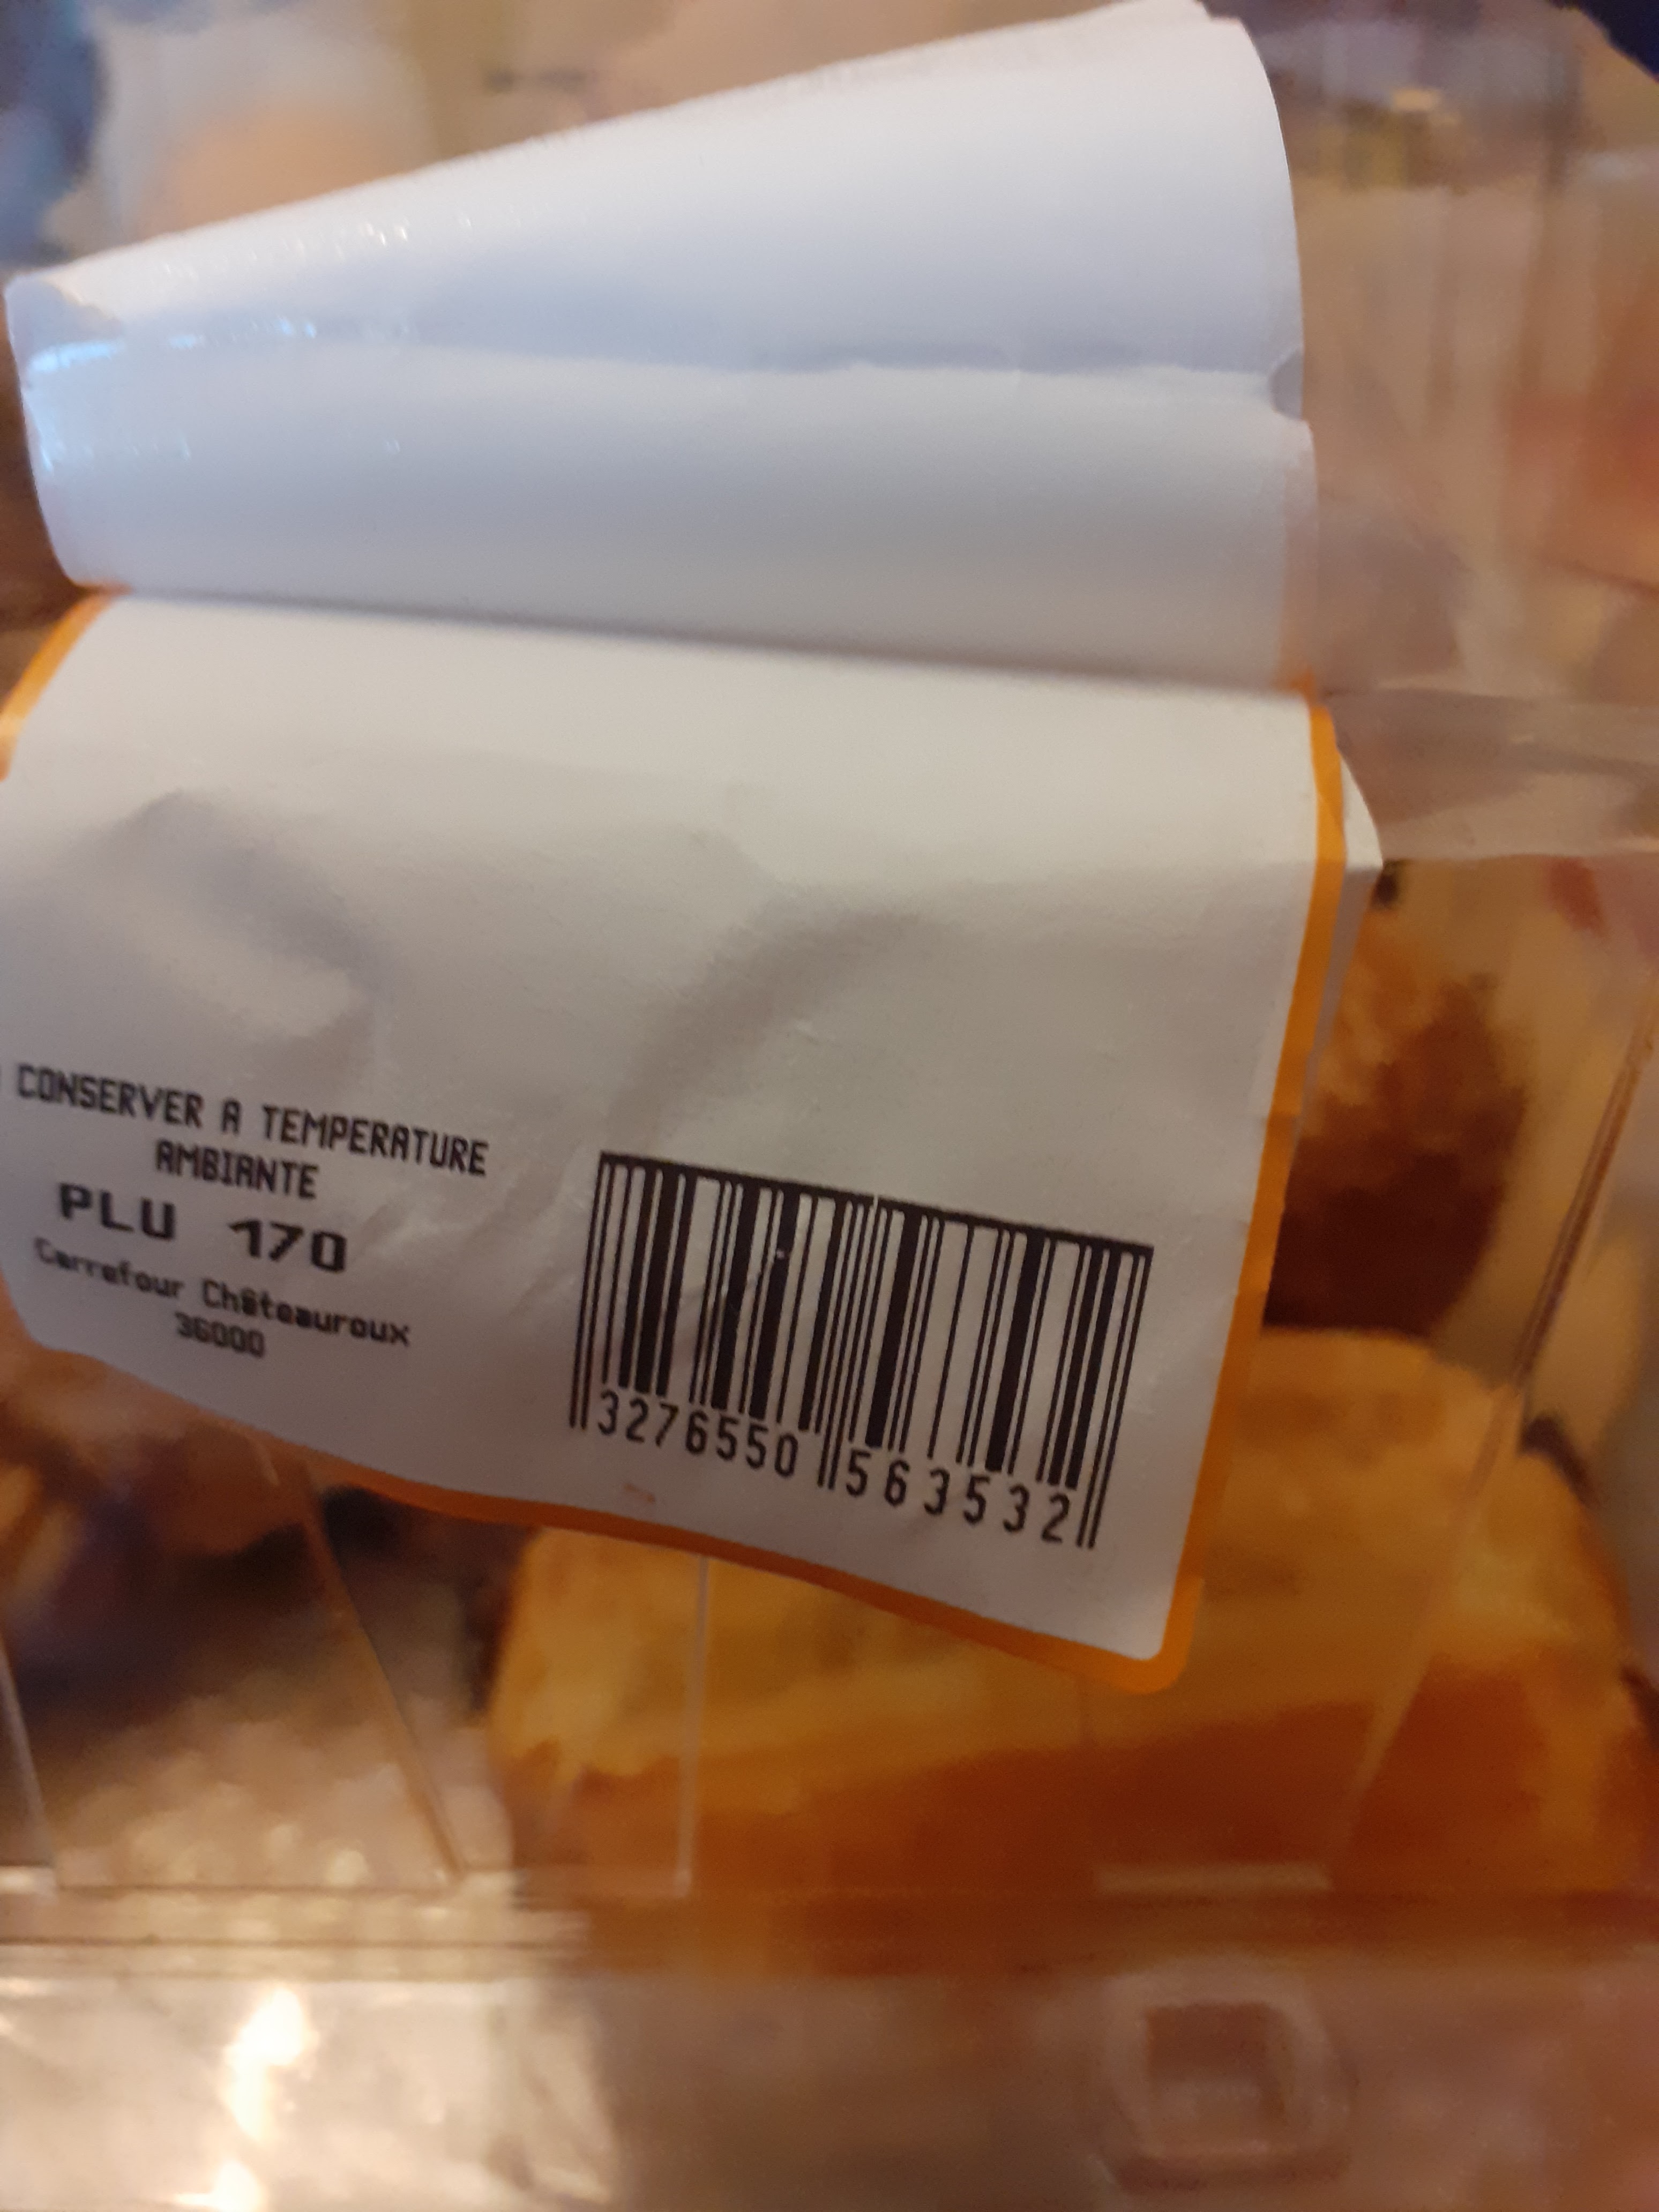 CONSERVER A TEMPERATURE
AMBIANTE
PLU 170
Carrefour Châteauroux
36000
3276550 563532